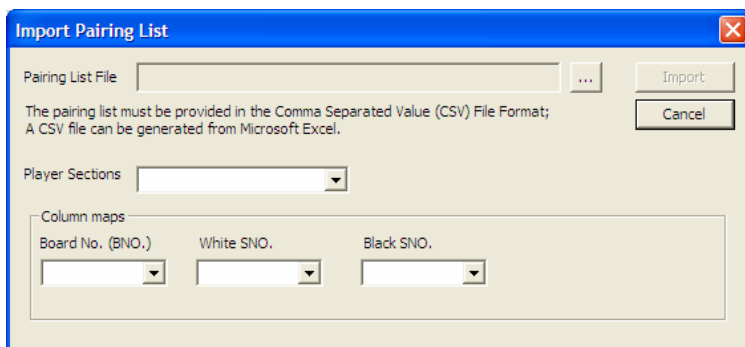 Import Pairing List
Pairing List File
...
Import
The pairing list must be provided in the Comma Separated Value (CSV) File Format;
A CSV file can be generated from Microsoft Excel.
Cancel
Player Sections
Column maps
Board No. (BNO.) White SNO. Black SNO.